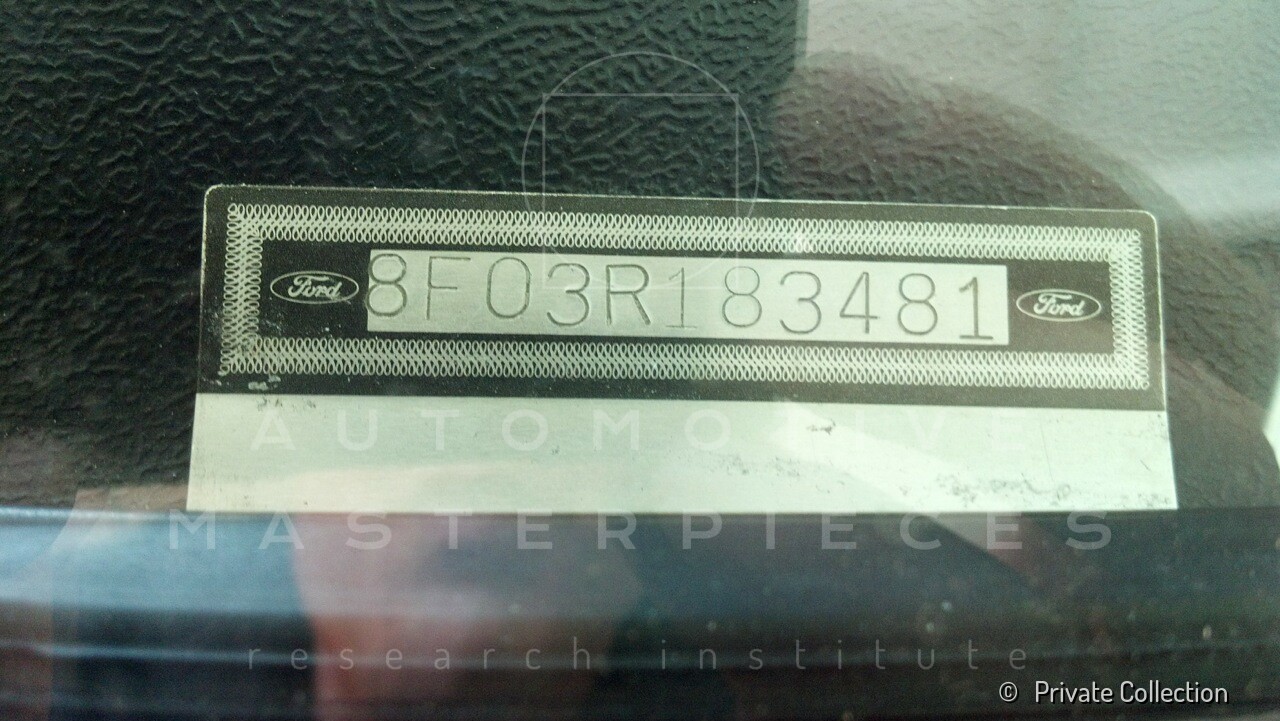 Ford 8F03R183481 Ford
AUTOMOTIVE
MASTERPIECES
research institute
© Private Collection